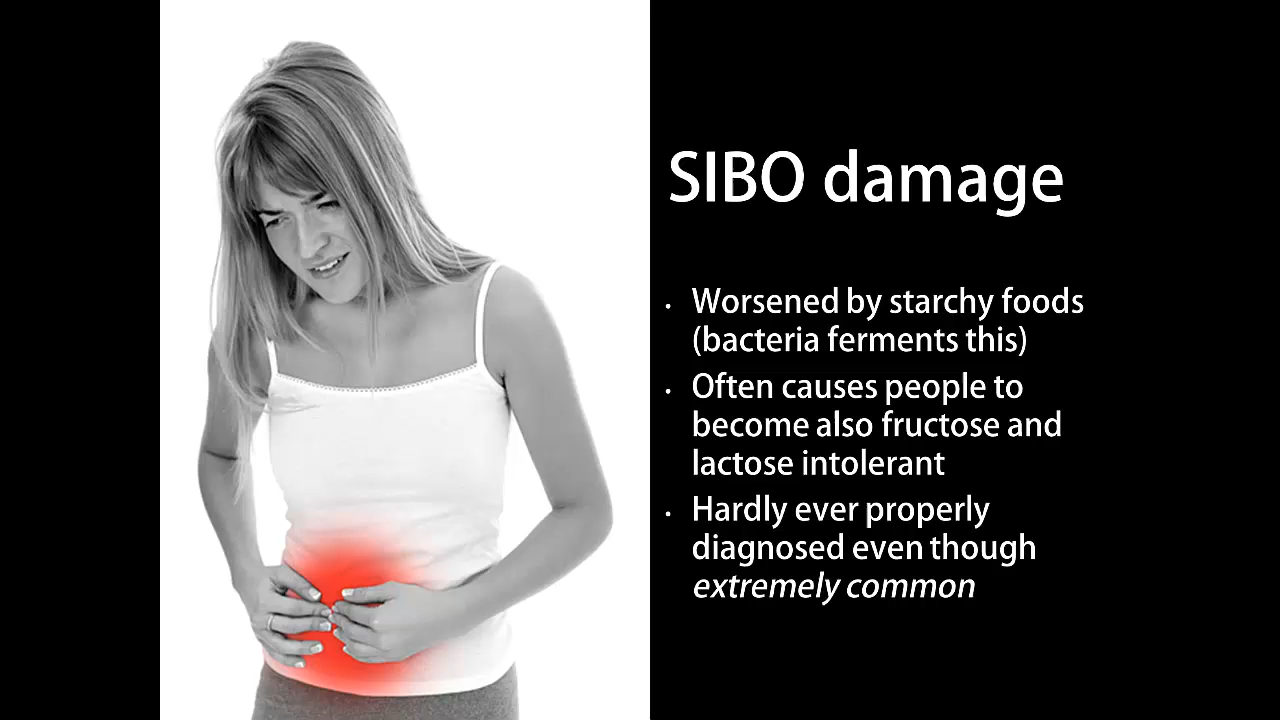 SIBO damage
• Worsened by starchy foods
(bacteria ferments this)
• Often causes people to
become also fructose and
lactose intolerant
• Hardly ever properly
diagnosed even though
extremely common